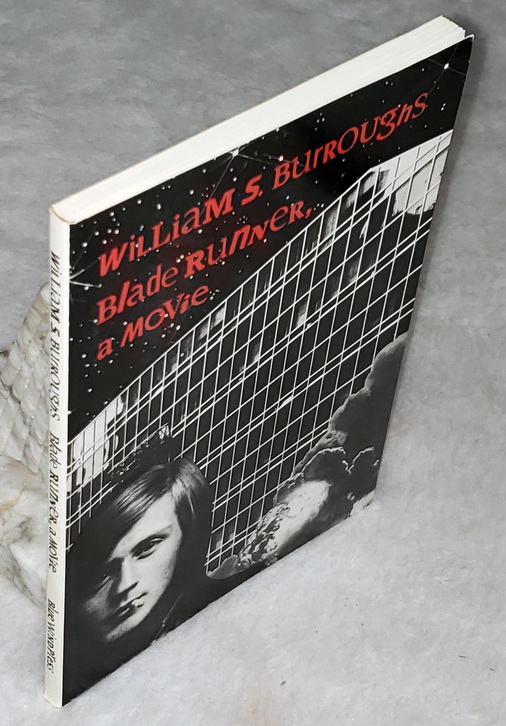 William S. Burroughs
Blade Runner,
a Movie
William S. Burroughs Blade Runner, a Movie Blue Wind Press